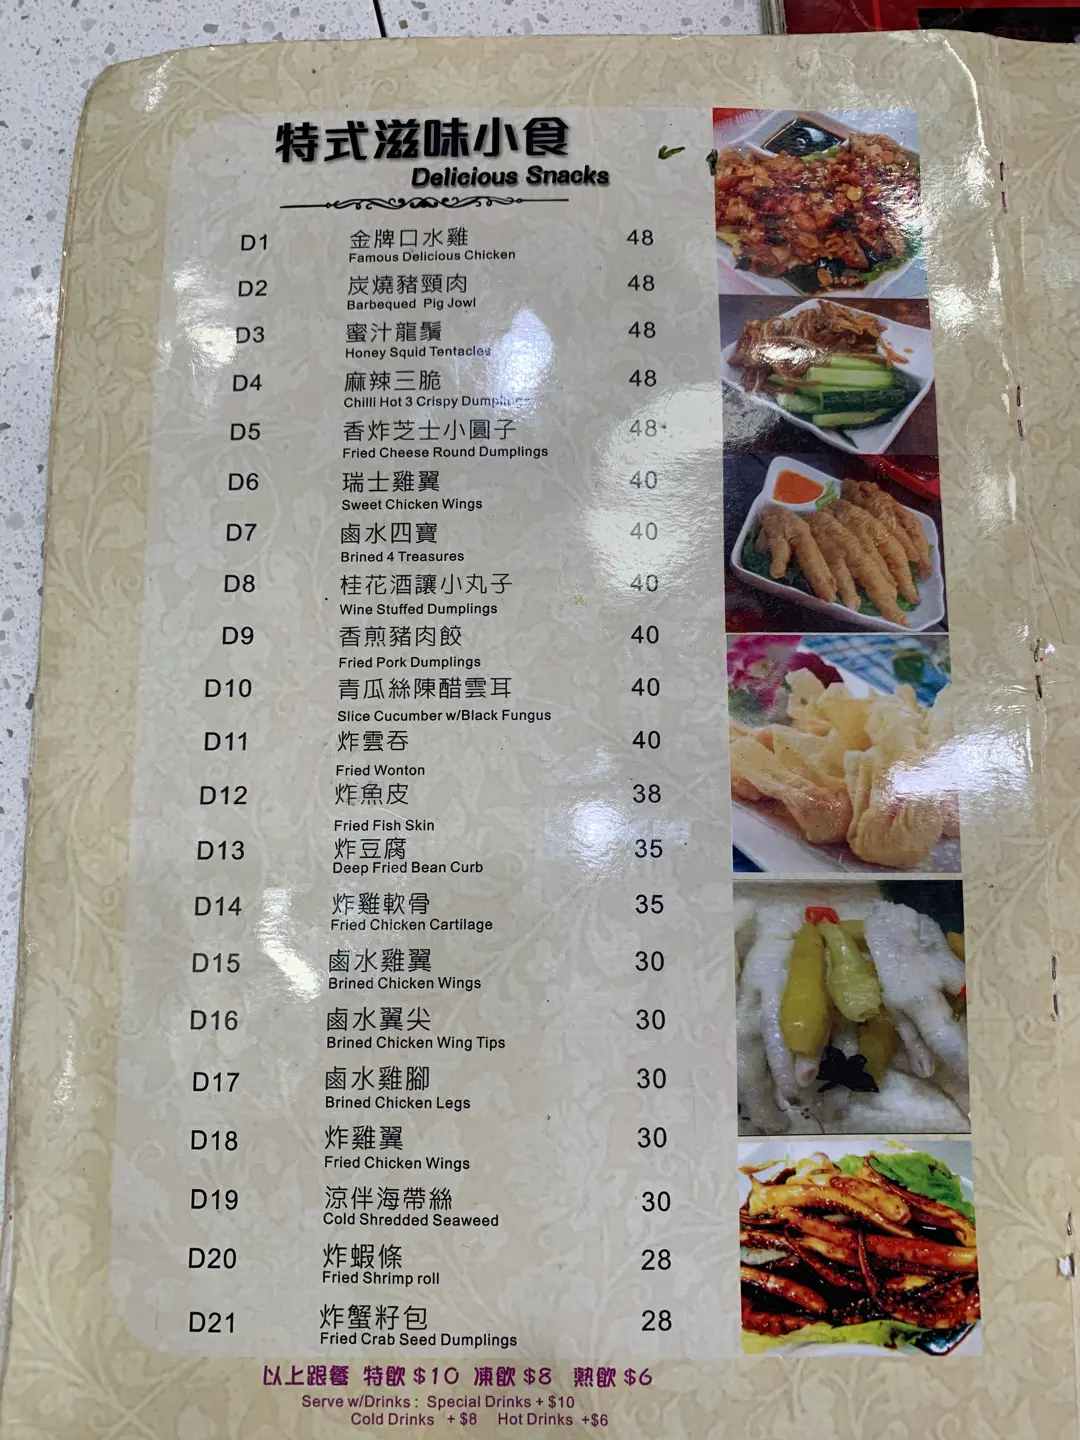 特式滋味小食
Delicious Snacks
D1 金牌口水雞 48
Famous Delicious Chicken
D2 炭燒豬頸肉 48
Barbequed Pig Jowl
D3 蜜汁龍鬚 48
Honey Squid Tentacles
D4 麻辣三脆 48
Chilli Hot 3 Crispy Dumplings
D5 香炸芝士小圓子 48
Fried Cheese Round Dumplings
D6 瑞士雞翼 40
Sweet Chicken Wings
D7 鹵水四寶 40
Brined 4 Treasures
D8 桂花酒讓小丸子 40
Wine Stuffed Dumplings
D9 香煎豬肉餃 40
Fried Pork Dumplings
D10 青瓜絲陳醋雲耳 40
Slice Cucumber w/Black Fungus
D11 炸雲吞 40
Fried Wonton
D12 炸魚皮 38
Fried Fish Skin
D13 炸豆腐 35
Deep Fried Bean Curb
D14 炸雞軟骨 35
Fried Chicken Cartilage
D15 鹵水雞翼 30
Brined Chicken Wings
D16 鹵水翼尖 30
Brined Chicken Wing Tips
D17 鹵水雞腳 30
Brined Chicken Legs
D18 炸雞翼 30
Fried Chicken Wings
D19 涼伴海帶絲 30
Cold Shredded Seaweed
D20 炸蝦條 28
Fried Shrimp roll
D21 炸蟹籽包 28
Fried Crab Seed Dumplings
以上跟餐 特飲 $10 凍飲 $8 熱飲 $6
Serve w/Drinks : Special Drinks + $10
Cold Drinks + $8 Hot Drinks +$6